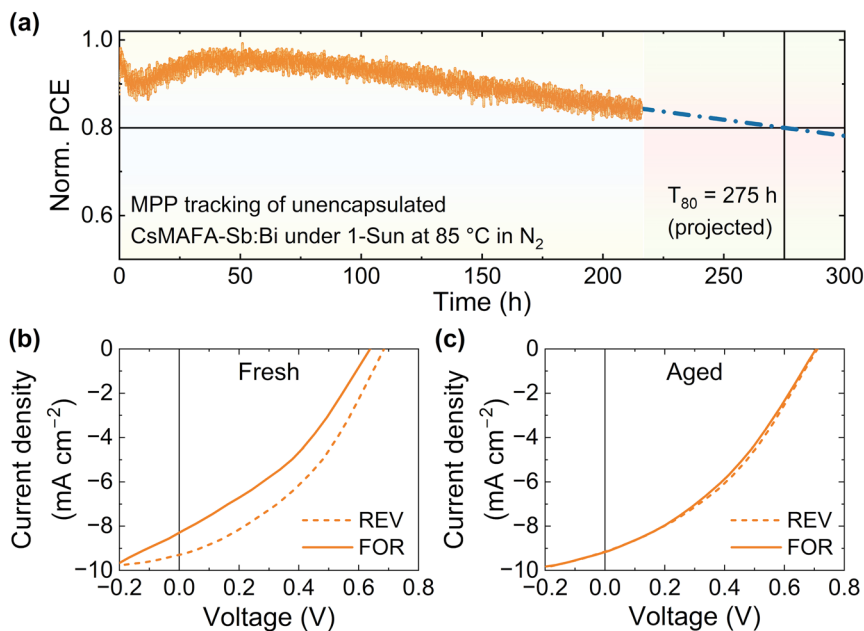 (a)
1.0
0.8
0.6
Norm. PCE
MPP tracking of unencapsulated
CsMAFA-Sb:Bi under 1-Sun at 85 °C in N₂
T₈₀ = 275 h
(projected)
0 50 100 150 200 250 300
Time (h)
(b)
Fresh
0
−2
−4
−6
−8
−10
Current density
(mA cm⁻²)
REV
FOR
−0.2 0.0 0.2 0.4 0.6 0.8
Voltage (V)
(c)
Aged
0
−2
−4
−6
−8
−10
Current density
(mA cm⁻²)
REV
FOR
−0.2 0.0 0.2 0.4 0.6 0.8
Voltage (V)